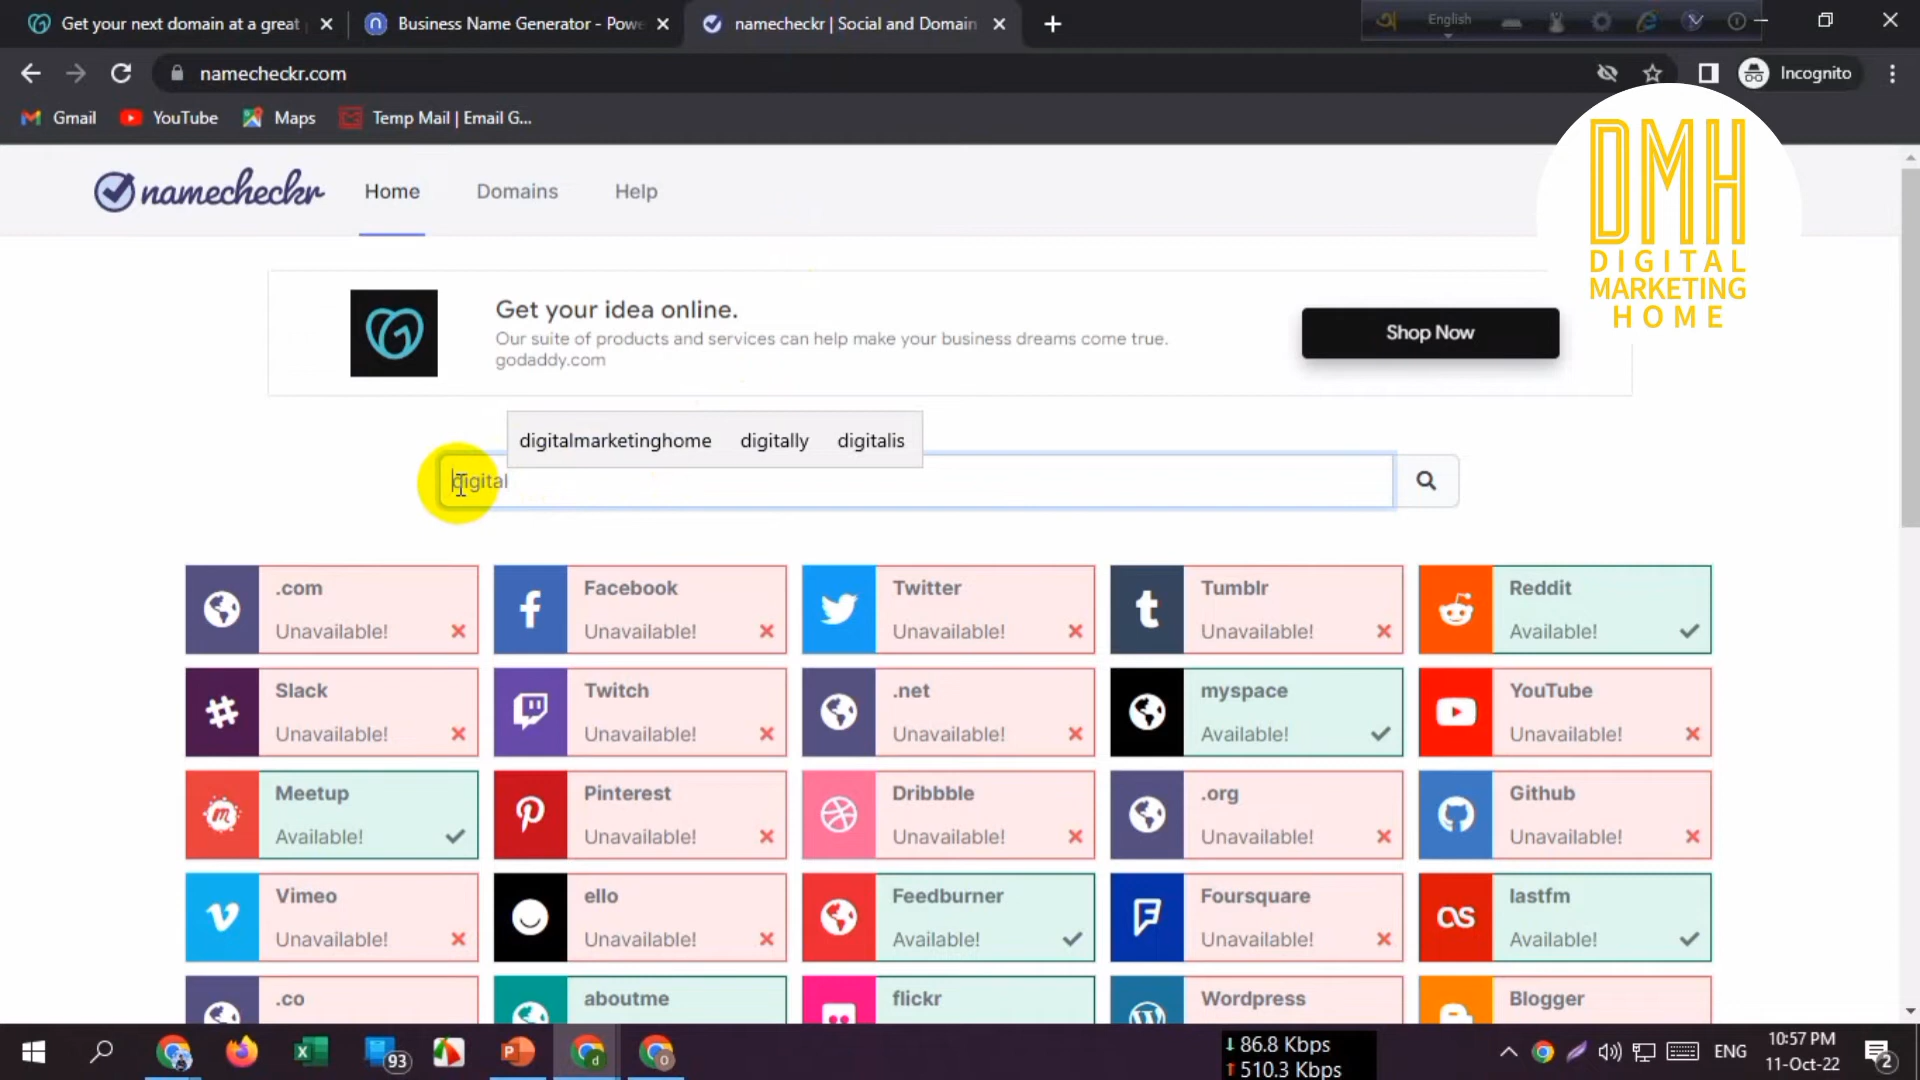 Get your next domain at a great
Business Name Generator - Powe
namecheckr | Social and Domain
English
namecheckr.com
Incognito
Gmail
YouTube
Maps
Temp Mail | Email G...
namecheckr
Home
Domains
Help
DMH
DIGITAL
MARKETING
HOME
Get your idea online.
Our suite of products and services can help make your business dreams come true.
godaddy.com
Shop Now
digitalmarketinghome digitally digitalis
digital
.com
Unavailable!
Facebook
Unavailable!
Twitter
Unavailable!
Tumblr
Unavailable!
Reddit
Available!
Slack
Unavailable!
Twitch
Unavailable!
.net
Unavailable!
myspace
Available!
YouTube
Unavailable!
Meetup
Available!
Pinterest
Unavailable!
Dribbble
Unavailable!
.org
Unavailable!
Github
Unavailable!
Vimeo
Unavailable!
ello
Unavailable!
Feedburner
Available!
Foursquare
Unavailable!
lastfm
Available!
.co
aboutme
flickr
Wordpress
Blogger
93
86.8 Kbps
510.3 Kbps
ENG
10:57 PM
11-Oct-22
2